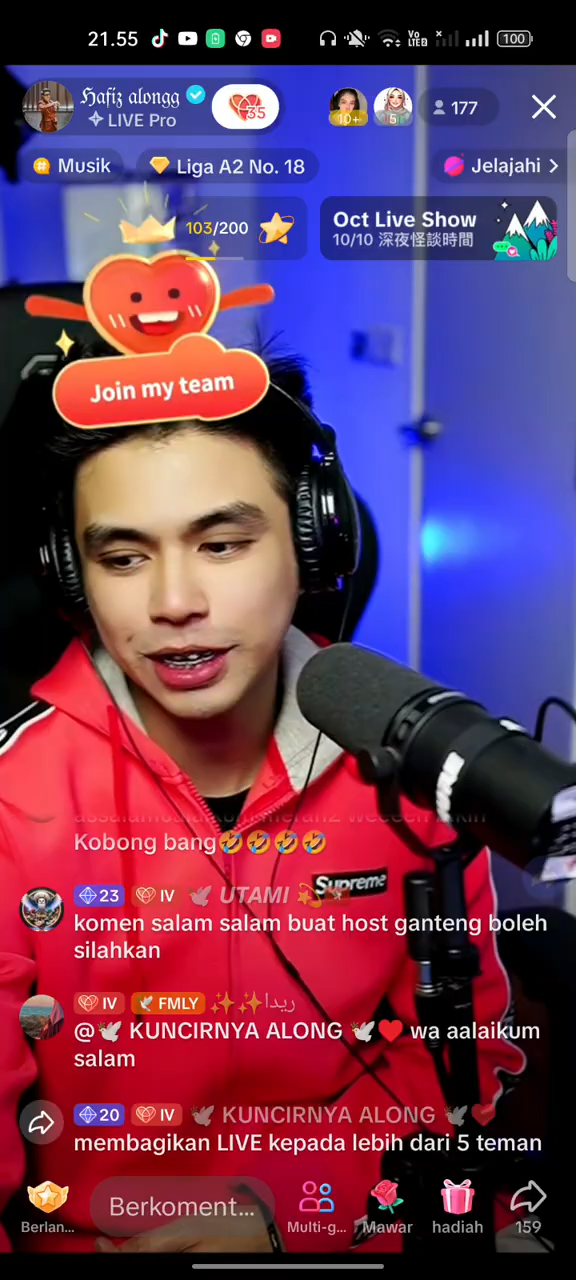 21.55
Vo
LTE2
100
Hafiz alongg
LIVE Pro
35
10+
5
177
Musik
Liga A2 No. 18
Jelajahi
103/200
Oct Live Show
10/10 深夜怪談時間
Join my team
Kobong bang🤣🤣🤣🤣
Supreme
23 IV 🕊 UTAMI 💫
komen salam salam buat host ganteng boleh
silahkan
IV FMLY ✨✨ريدا
@🕊 KUNCIRNYA ALONG 🕊❤ wa aalaikum
salam
20 IV 🕊 KUNCIRNYA ALONG 🕊❤
membagikan LIVE kepada lebih dari 5 teman
Berlan...
Berkoment...
Multi-g...
Mawar
hadiah
159